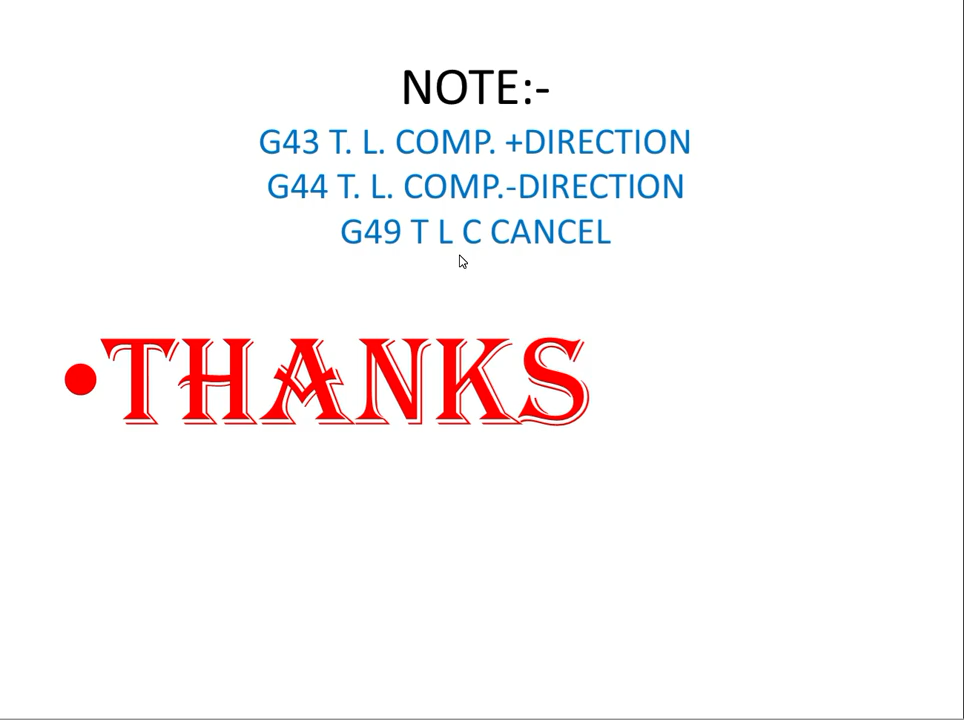 NOTE:-
G43 T. L. COMP. +DIRECTION
G44 T. L. COMP.-DIRECTION
G49 T L C CANCEL
•THANKS